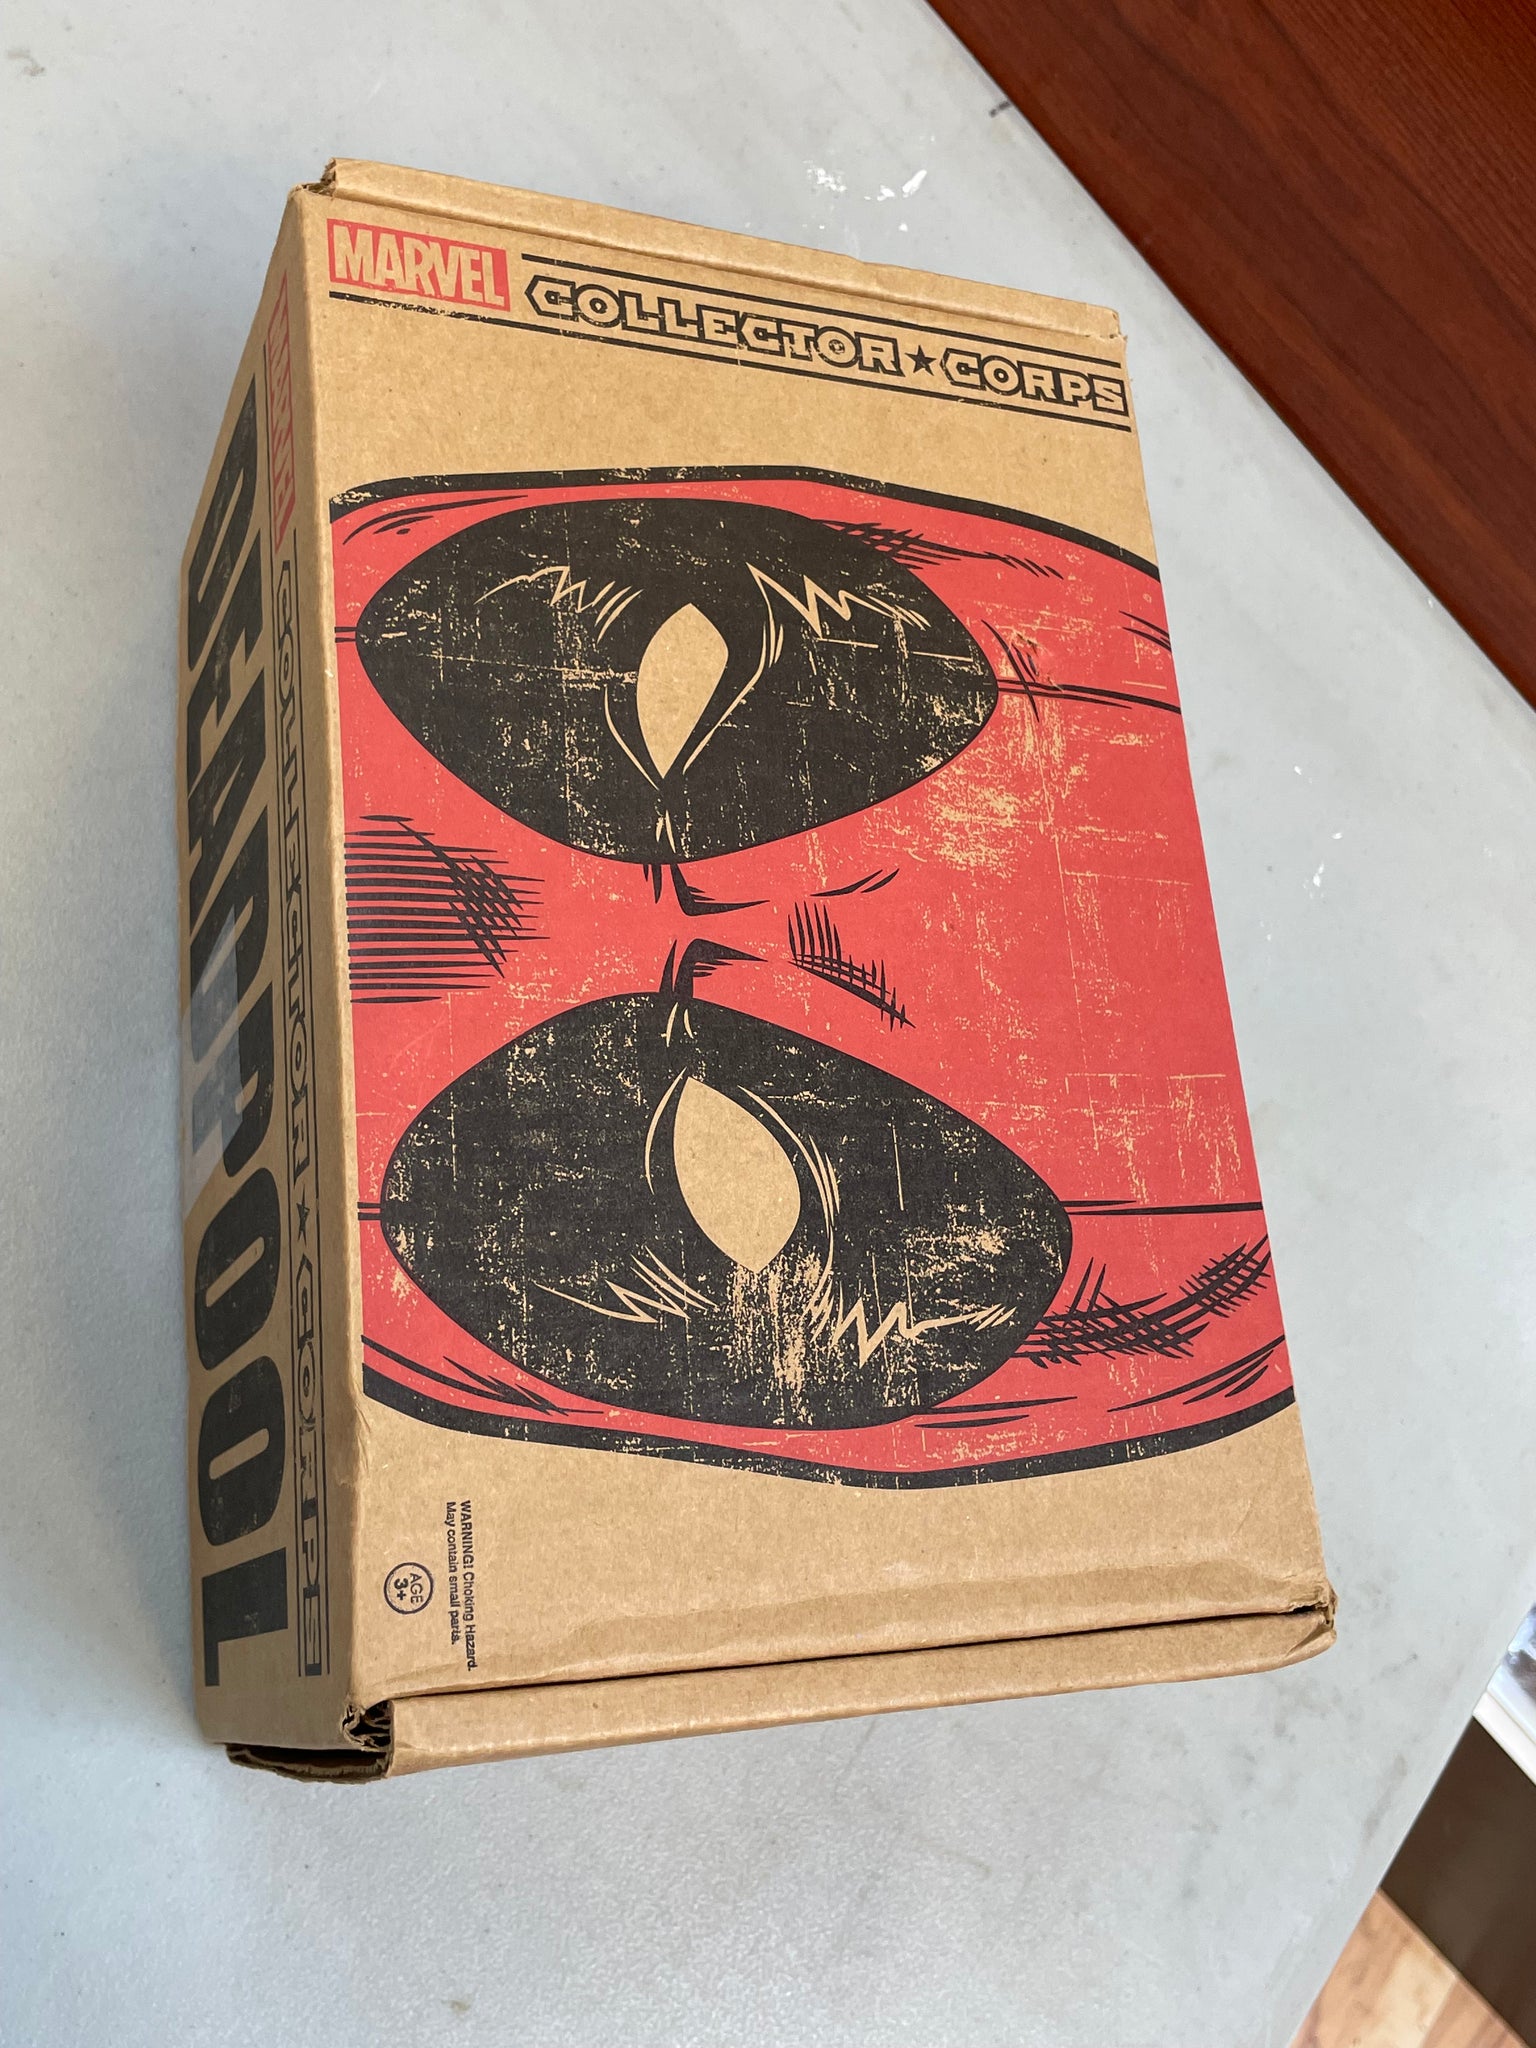 MARVEL
COLLECTOR★CORPS
MARVEL
COLLECTOR★CORPS
DEADPOOL
WARNING! Choking Hazard.
May contain small parts.
AGE
3+